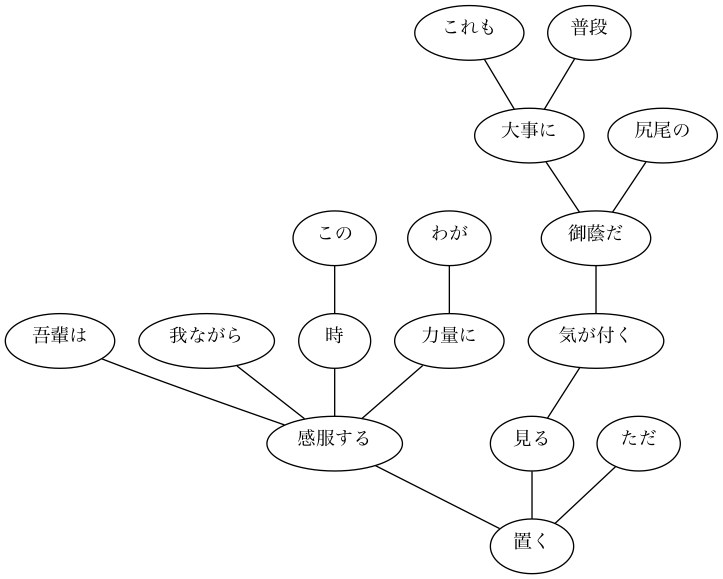 これも
普段
大事に
尻尾の
この
わが
御蔭だ
吾輩は
我ながら
時
力量に
気が付く
感服する
見る
ただ
置く